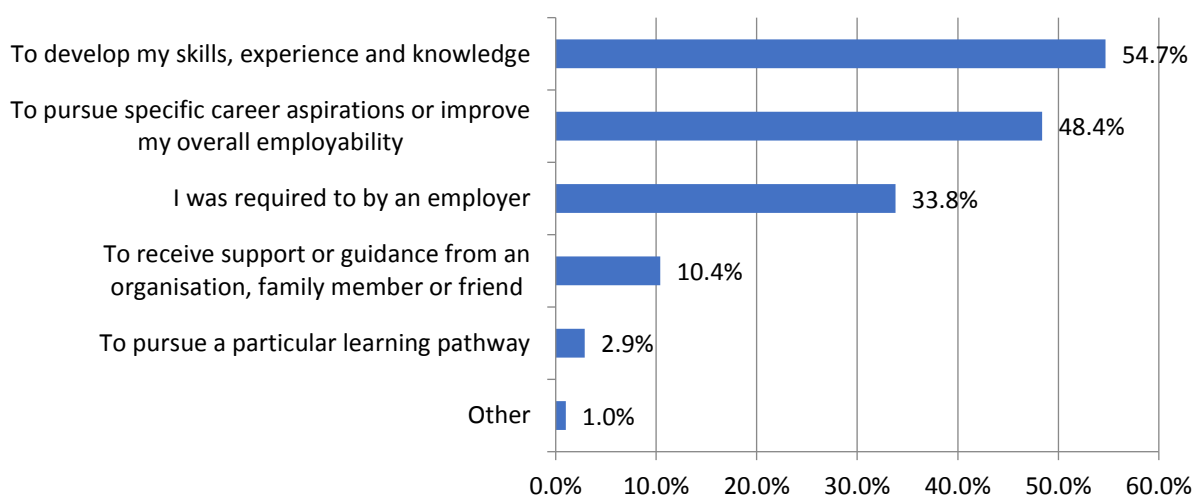 To develop my skills, experience and knowledge
54.7%
To pursue specific career aspirations or improve
my overall employability
48.4%
I was required to by an employer
33.8%
To receive support or guidance from an
organisation, family member or friend
10.4%
To pursue a particular learning pathway
2.9%
Other
1.0%
0.0% 10.0% 20.0% 30.0% 40.0% 50.0% 60.0%